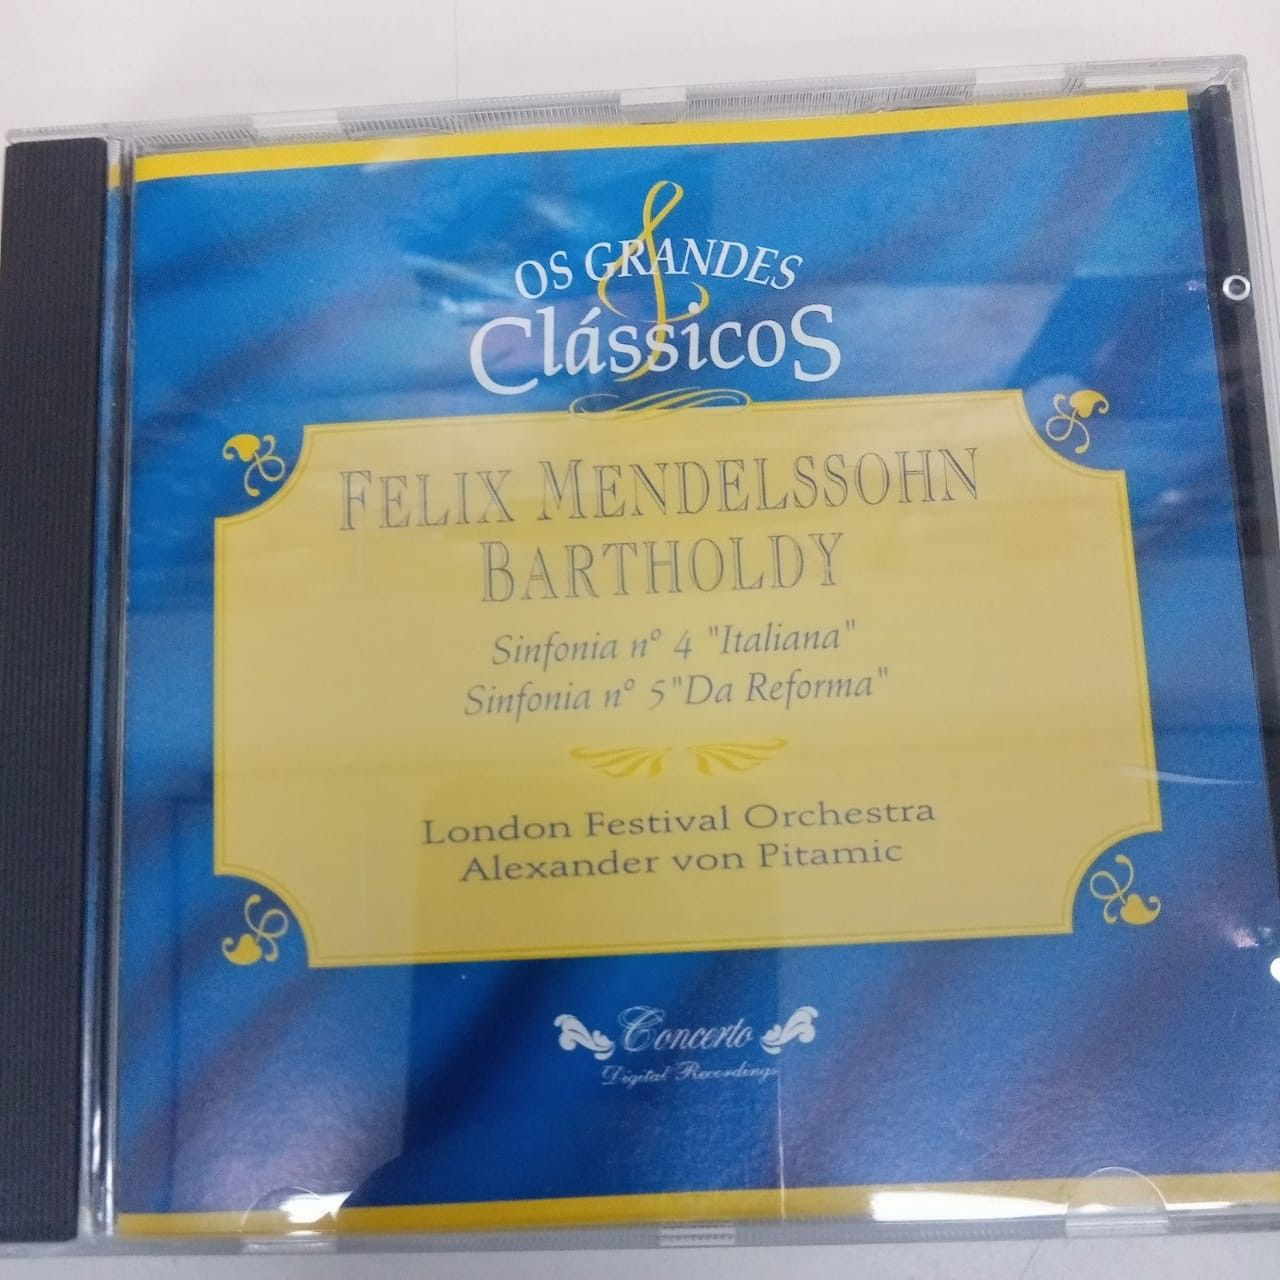 OS GRANDES
Clássicos
FELIX MENDELSSOHN
BARTHOLDY
Sinfonia nº 4 "Italiana"
Sinfonia nº 5 "Da Reforma"
London Festival Orchestra
Alexander von Pitamic
Concerto
Digital Recordings